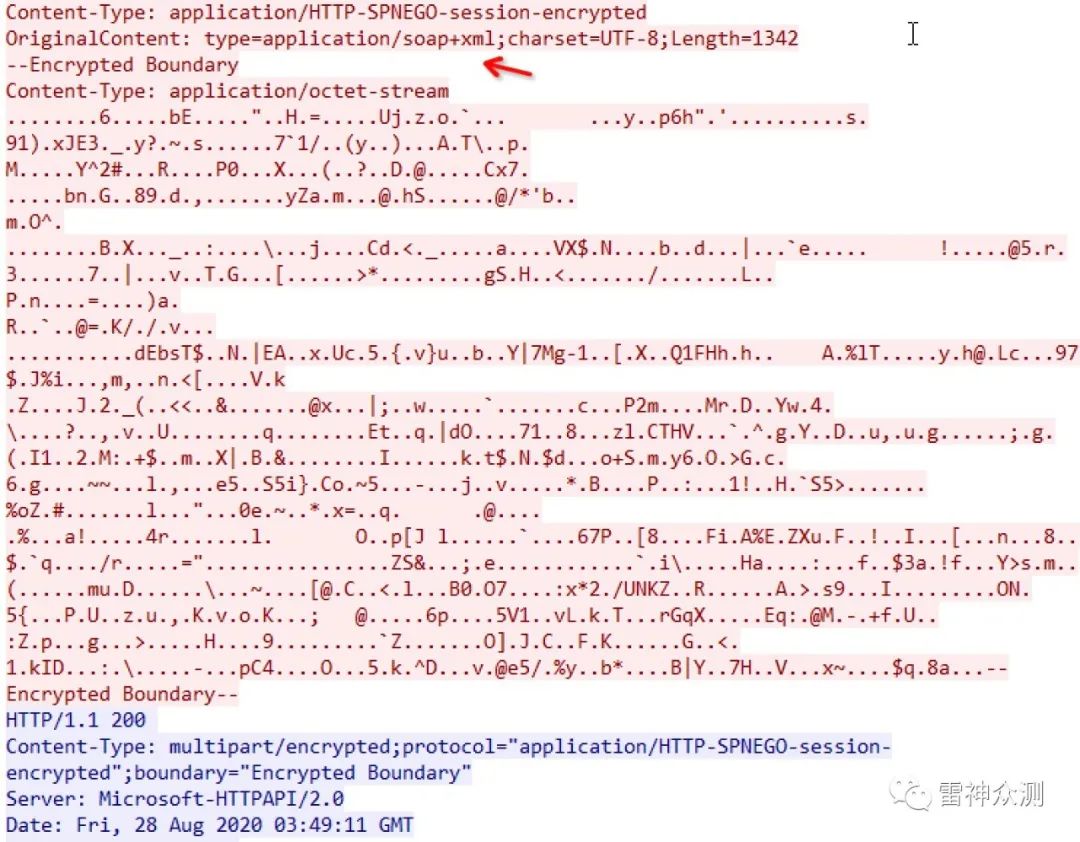 Content-Type: application/HTTP-SPNEGO-session-encrypted
OriginalContent: type=application/soap+xml;charset=UTF-8;Length=1342
--Encrypted Boundary
Content-Type: application/octet-stream
........6.....bE....."..H.=.....Uj.z.o.`... ...y..p6h".'..........s.
91).xJE3._.y?.~.s......7`1/..(y..)...A.T\..p.
M.....Y^2#...R....P0...X...(..?..D.@.....Cx7.
.....bn.G..89.d.,.......yZa.m...@.hS......@/*'b..
m.O^.
........B.X..._..:....\...j....Cd.<._.....a....VX$.N....b..d...|...`e..... !.....@5.r.
3......7..|...v..T.G...[......>*..........gS.H..<....../.......L..
P.n....=....)a.
R..`..@=.K/./.v...
...........dEbsT$..N.|EA..x.Uc.5.{.v}u..b..Y|7Mg-1..[.X..Q1FHh.h.. A.%lT.....y.h@.Lc...97
$.J%i...,m,..n.<[....V.k
.Z....J.2._(..<<..&.......@x...|;..w.....`.......c...P2m....Mr.D..Yw.4.
\....?..,.v..U........q........Et..q.|dO....71..8...zl.CTHV...`.^.g.Y..D..u,.u.g......;.g.
(.I1..2.M:.+$..m..X|.B.&........I......k.t$.N.$d...o+S.m.y6.O.>G.c.
6.g....~~...l.,...e5..S5i}.Co.~5...-...j..v.....*.B....P..:...1!..H.`S5>.......
%oZ.#.......l..."...0e.~..*.x=..q. .@....
.%...a!.....4r.......l. O..p[J l......`....67P..[8....Fi.A%E.ZXu.F..!..I...[...n...8..
$.`q..../r.....="................ZS&...;.e............`.i\.....Ha....:...f..$3a.!f...Y>s.m..
(......mu.D......\...~....[@.C..<.l...B0.O7....:x*2./UNKZ..R......A.>.s9...I.........ON.
5{...P.U..z.u.,.K.v.o.K...; @.....6p....5V1..vL.k.T...rGqX.....Eq:.@M.-.+f.U..
:Z.p...g...>.....H....9.........`Z.......O].J.C..F.K......G..<.
1.kID...:.\.....-...pC4....O...5.k.^D...v.@e5/.%y..b*....B|Y..7H..V...x~....$q.8a...--
Encrypted Boundary--
HTTP/1.1 200
Content-Type: multipart/encrypted;protocol="application/HTTP-SPNEGO-session-
encrypted";boundary="Encrypted Boundary"
Server: Microsoft-HTTPAPI/2.0
Date: Fri, 28 Aug 2020 03:49:11 GMT
雷神众测